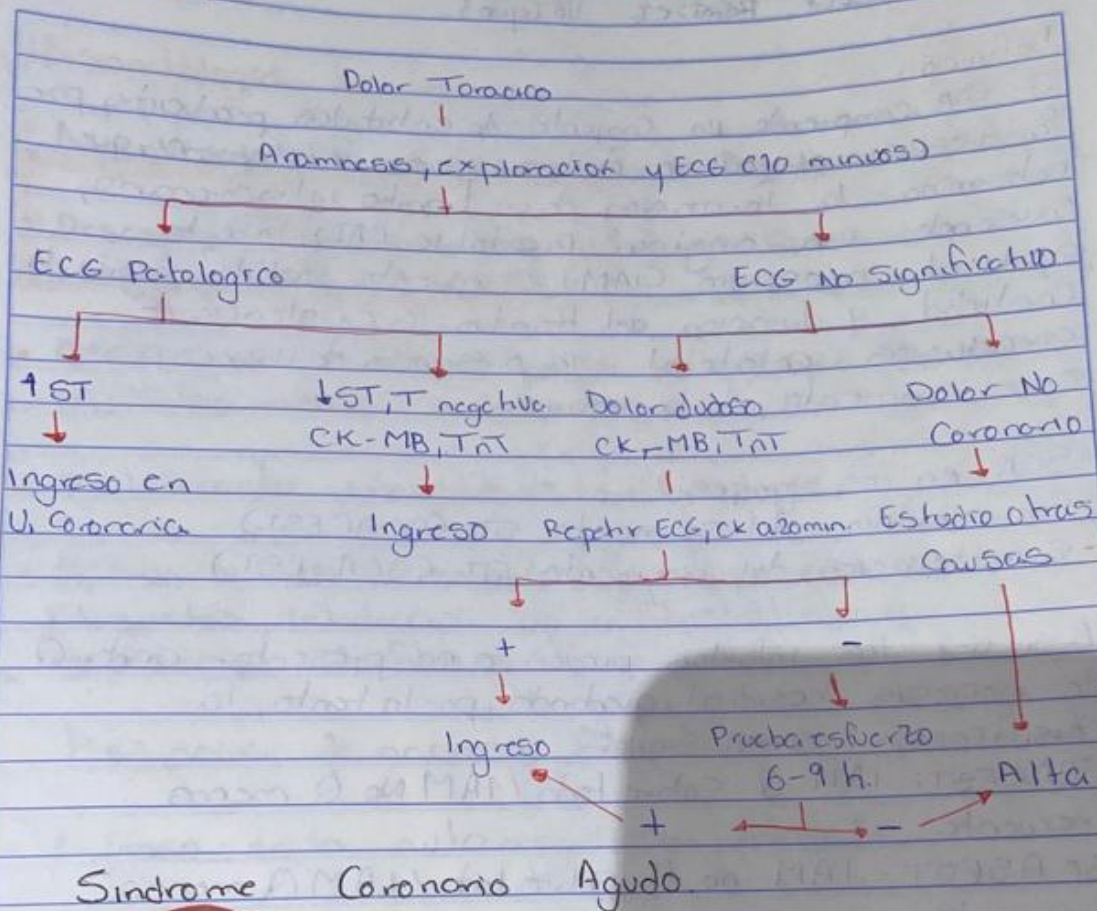 Dolor Toracico
Anamnesis, exploración y ECG (10 minutos)
ECG Patologico
ECG No Significativo
↑ ST
↓ST, T negativa
CK-MB, TnT
Dolor dudoso
CK-MB, TnT
Dolor No
Coronario
Ingreso en
U. Coronaria
Ingreso
Repetir ECG, CK a 20 min.
Estudio otras
Causas
+
-
Ingreso
Prueba esfuerzo
6-9 h.
Alta
+
-
Sindrome Coronario Agudo